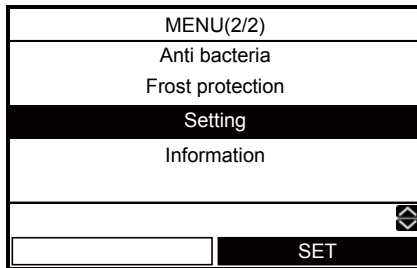 MENU(2/2)
Anti bacteria
Frost protection
Setting
Information
SET